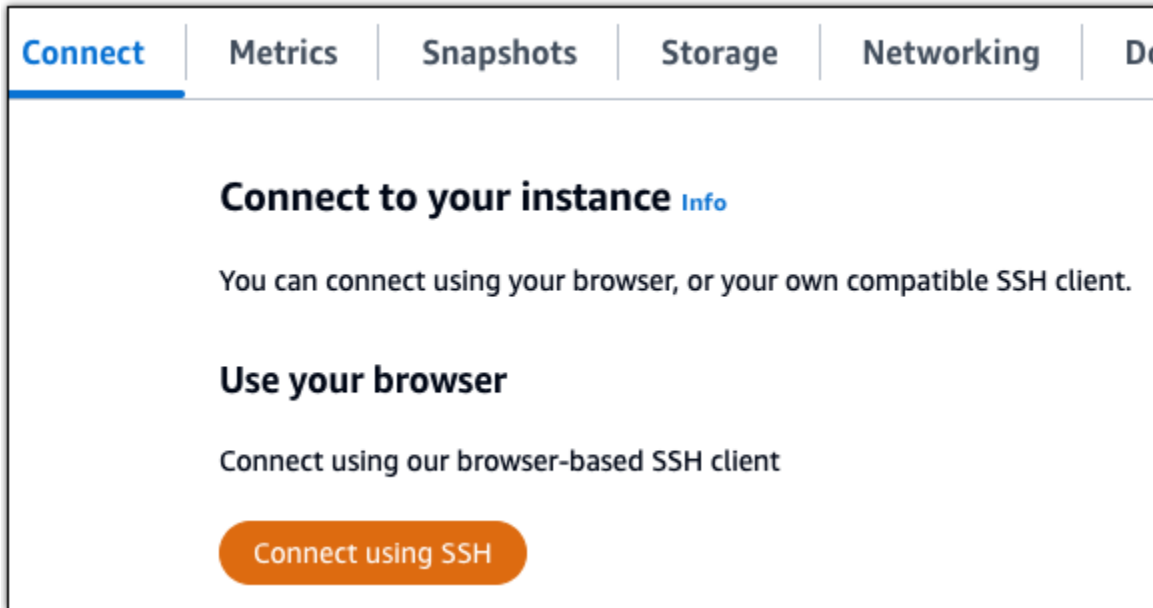 Connect Metrics Snapshots Storage Networking
Connect to your instance Info
You can connect using your browser, or your own compatible SSH client.
Use your browser
Connect using our browser-based SSH client
Connect using SSH